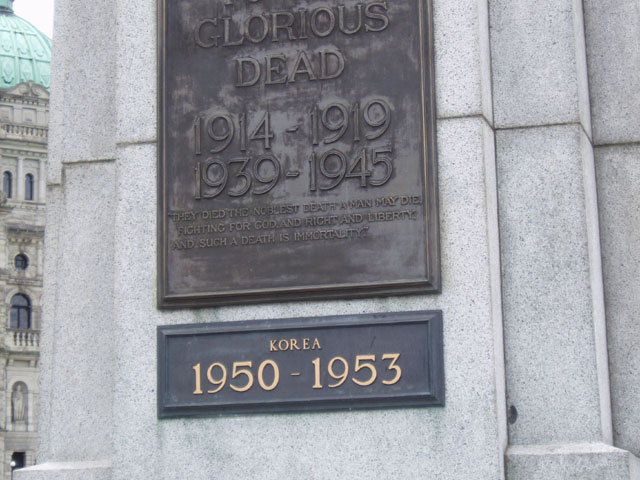 GLORIOUS
DEAD
1914 - 1919
1939 - 1945
"THEY DIED THE NOBLEST DEATH A MAN MAY DIE,
FIGHTING FOR GOD AND RIGHT AND LIBERTY,
AND, SUCH A DEATH IS IMMORTALITY."
KOREA
1950 - 1953